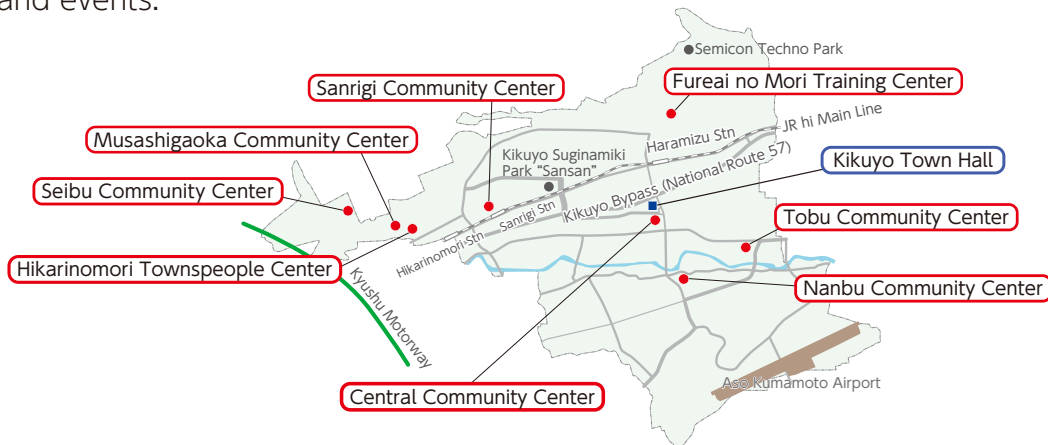 and events.
Semicon Techno Park
Sanrigi Community Center
Fureai no Mori Training Center
Musashigaoka Community Center
Haramizu Stn
JR hi Main Line
Kikuyo Suginamiki
Park "Sansan"
Kikuyo Bypass (National Route 57)
Kikuyo Town Hall
Seibu Community Center
Sanrigi Stn
Tobu Community Center
Hikarinomori Stn
Hikarinomori Townspeople Center
Nanbu Community Center
Kyushu Motorway
Central Community Center
Aso Kumamoto Airport